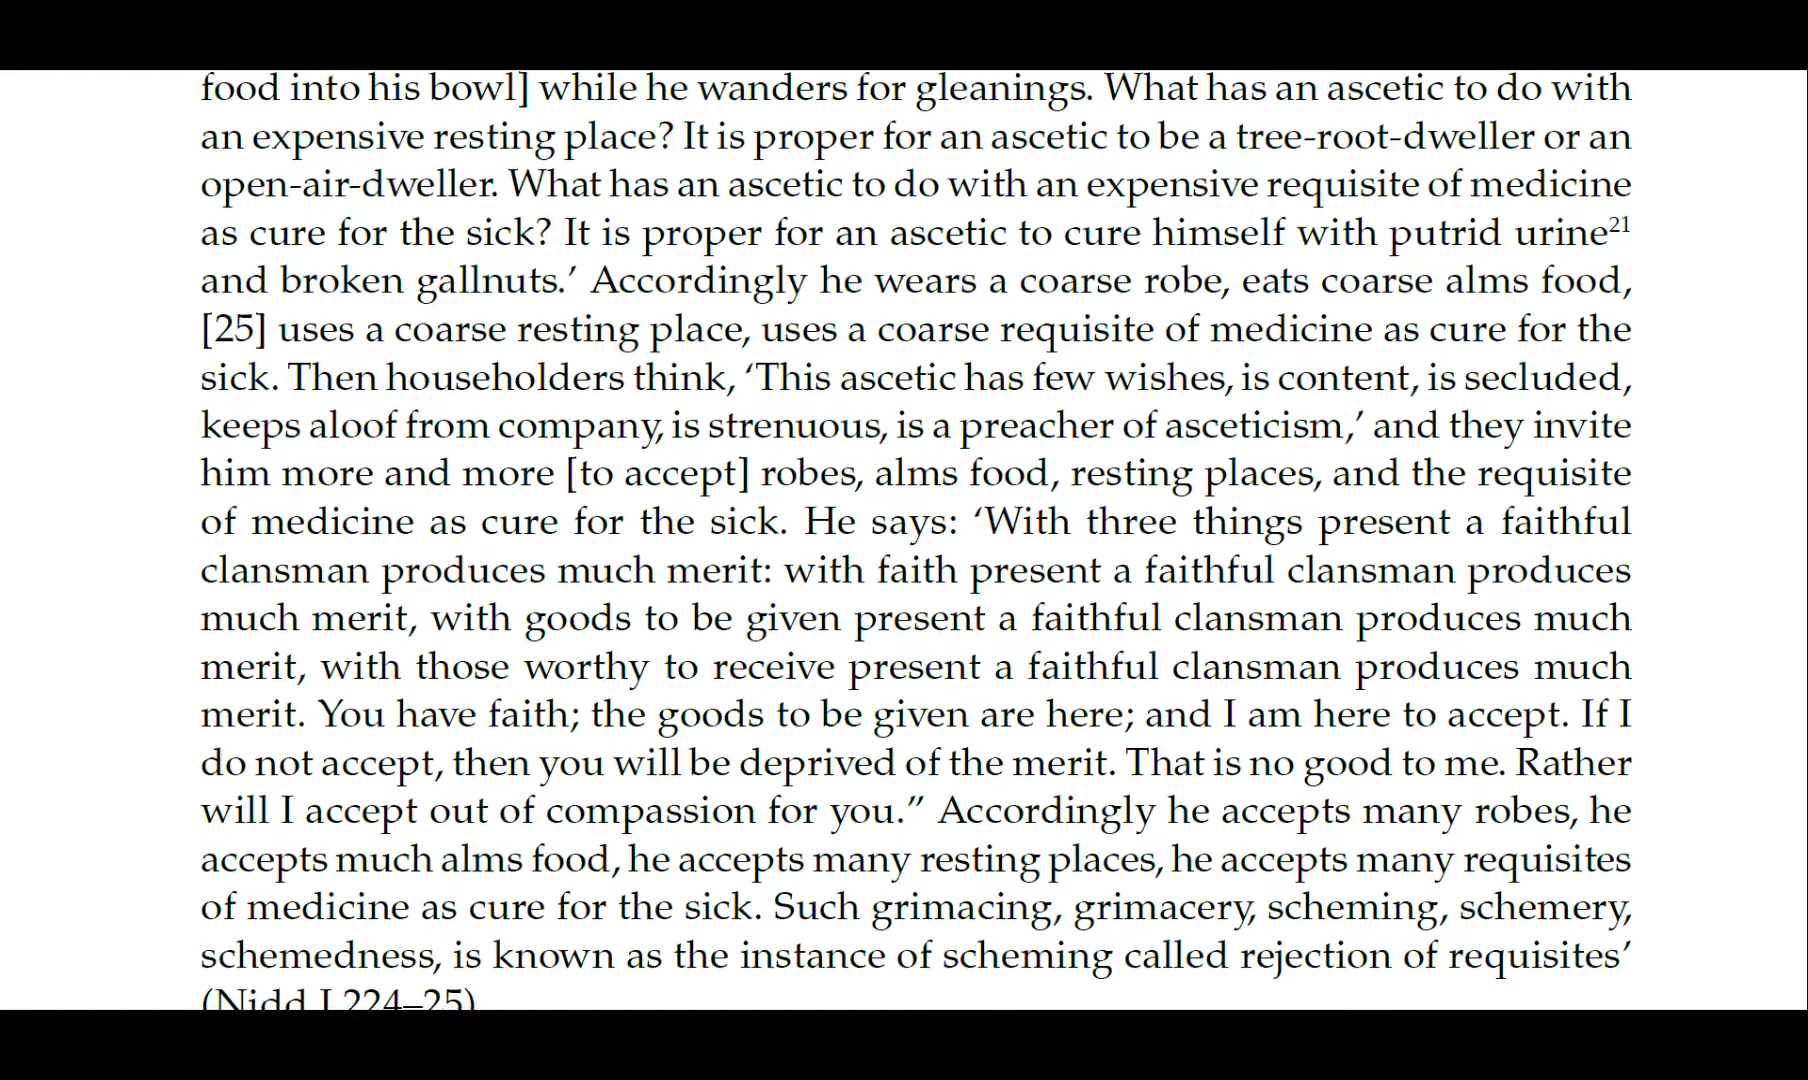 food into his bowl] while he wanders for gleanings. What has an ascetic to do with
an expensive resting place? It is proper for an ascetic to be a tree-root-dweller or an
open-air-dweller. What has an ascetic to do with an expensive requisite of medicine
as cure for the sick? It is proper for an ascetic to cure himself with putrid urine21
and broken gallnuts.’ Accordingly he wears a coarse robe, eats coarse alms food,
[25] uses a coarse resting place, uses a coarse requisite of medicine as cure for the
sick. Then householders think, ‘This ascetic has few wishes, is content, is secluded,
keeps aloof from company, is strenuous, is a preacher of asceticism,’ and they invite
him more and more [to accept] robes, alms food, resting places, and the requisite
of medicine as cure for the sick. He says: ‘With three things present a faithful
clansman produces much merit: with faith present a faithful clansman produces
much merit, with goods to be given present a faithful clansman produces much
merit, with those worthy to receive present a faithful clansman produces much
merit. You have faith; the goods to be given are here; and I am here to accept. If I
do not accept, then you will be deprived of the merit. That is no good to me. Rather
will I accept out of compassion for you.” Accordingly he accepts many robes, he
accepts much alms food, he accepts many resting places, he accepts many requisites
of medicine as cure for the sick. Such grimacing, grimacery, scheming, schemery,
schemedness, is known as the instance of scheming called rejection of requisites’
(Nidd I 224–25)